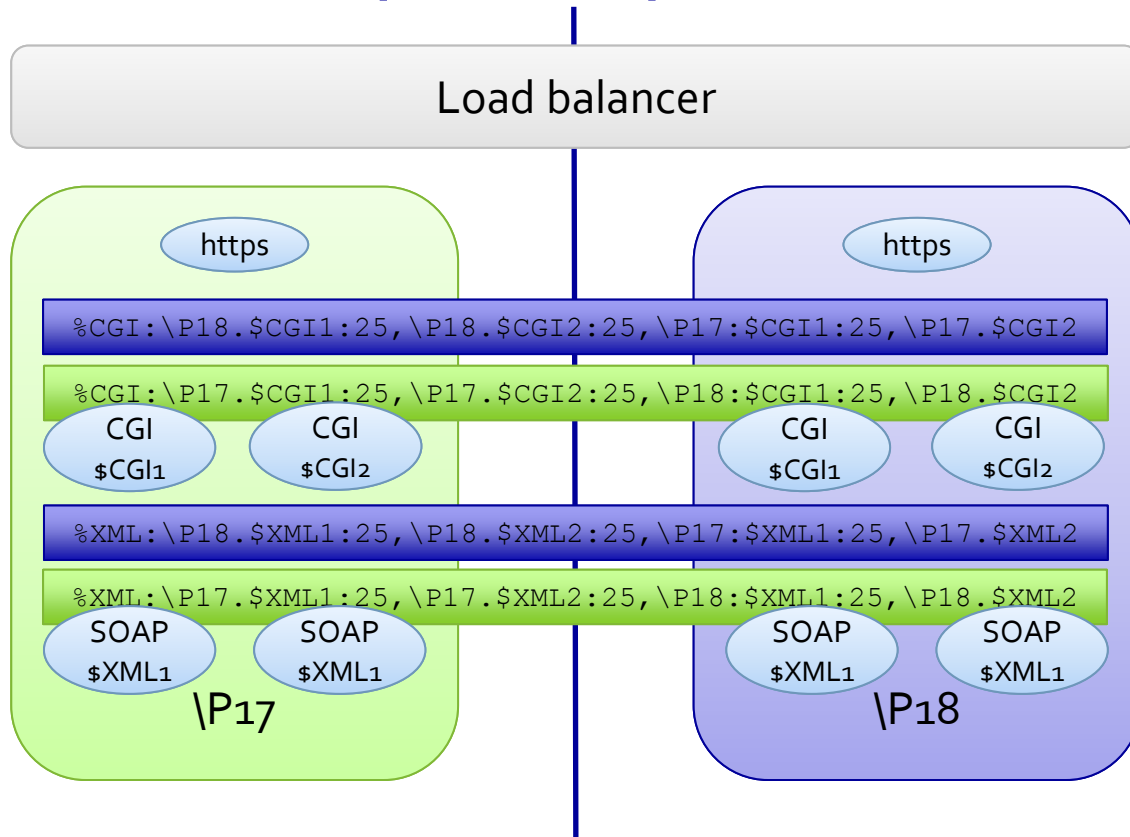 Load balancer
https
https
%CGI:\P18.$CGI1:25,\P18.$CGI2:25,\P17:$CGI1:25,\P17.$CGI2
%CGI:\P17.$CGI1:25,\P17.$CGI2:25,\P18:$CGI1:25,\P18.$CGI2
CGI
$CGI1
CGI
$CGI2
CGI
$CGI1
CGI
$CGI2
%XML:\P18.$XML1:25,\P18.$XML2:25,\P17:$XML1:25,\P17.$XML2
%XML:\P17.$XML1:25,\P17.$XML2:25,\P18:$XML1:25,\P18.$XML2
SOAP
$XML1
SOAP
$XML1
SOAP
$XML1
SOAP
$XML1
\P17
\P18